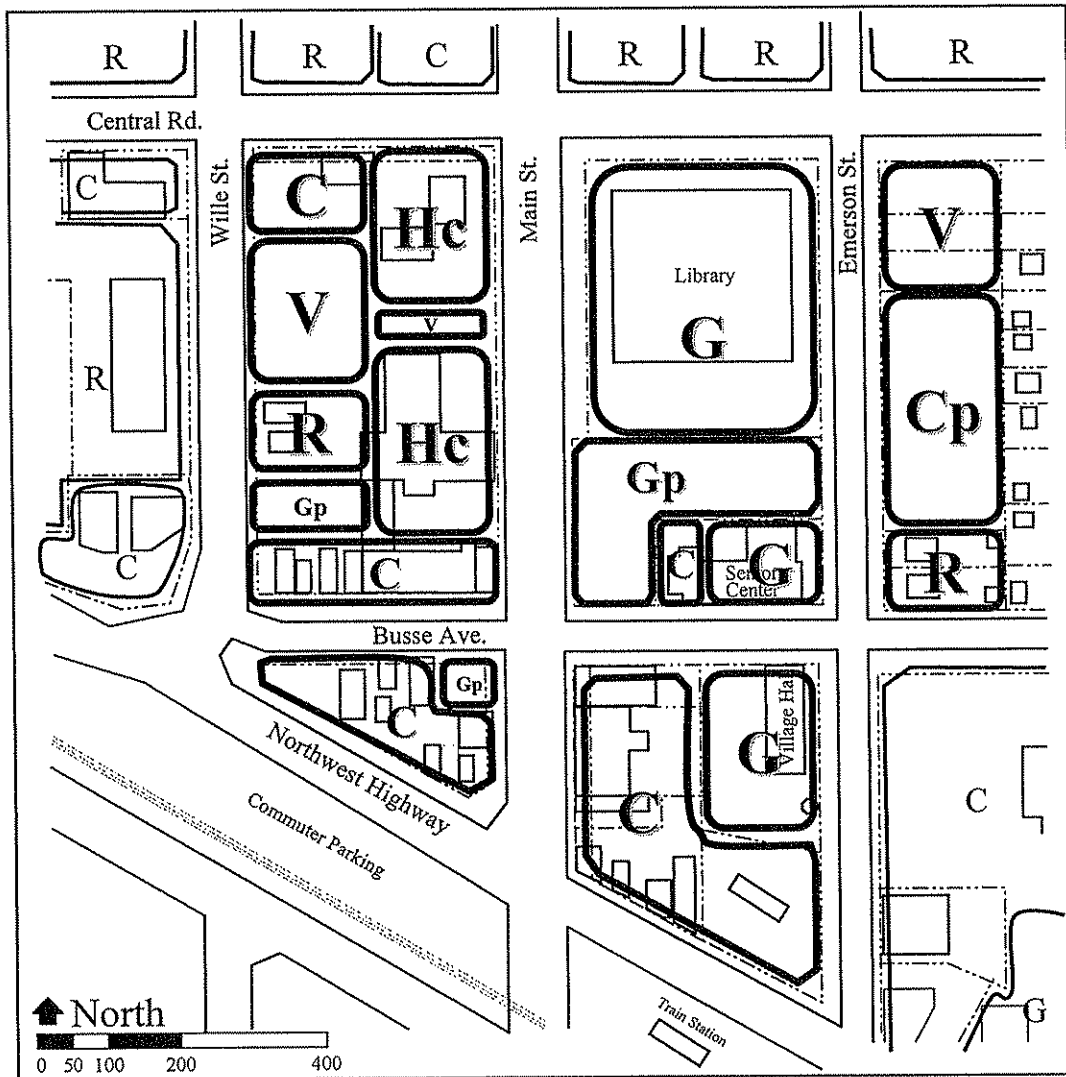 R
R
C
R
R
R
Central Rd.
C
Wille St.
C
Hc
Main St.
Library
G
Emerson St.
V
V
V
R
R
Hc
Cp
Gp
Gp
C
C
C
G
Senior
Center
R
Busse Ave.
Gp
C
Northwest Highway
Commuter Parking
G
Village Ha
C
C
Train Station
G
North
0 50 100 200 400